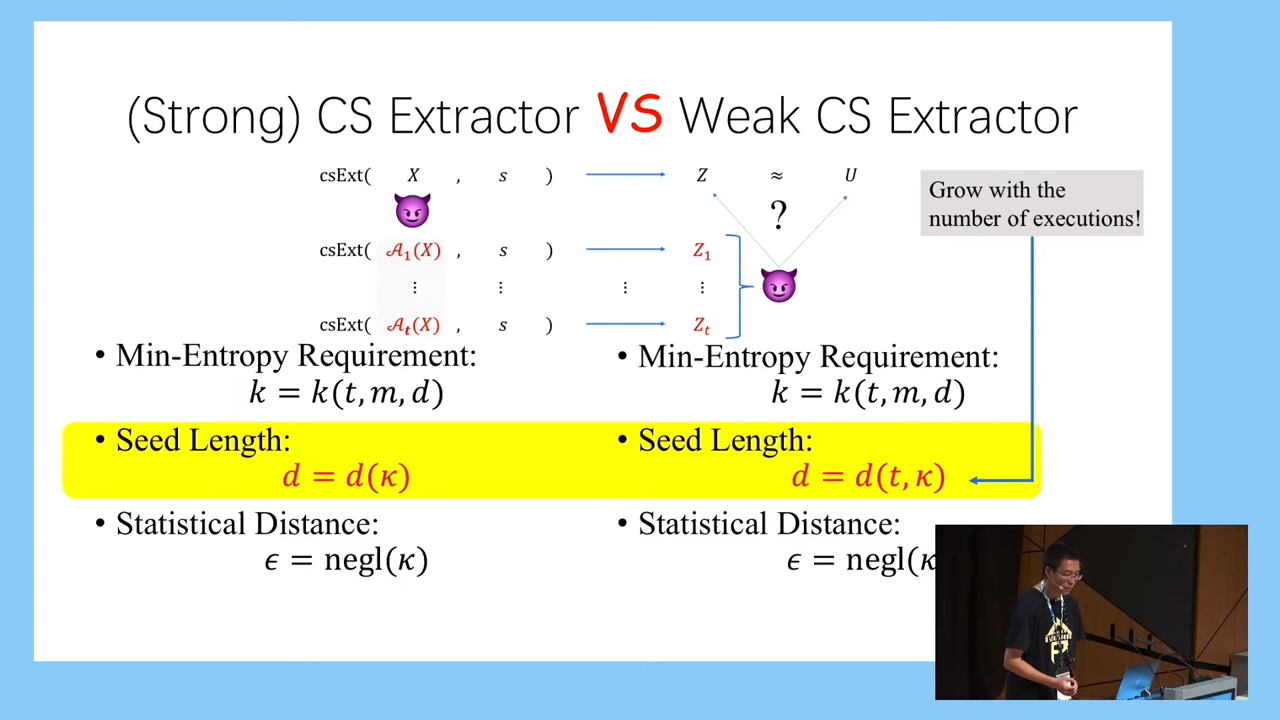 (Strong) CS Extractor VS Weak CS Extractor
csExt( X , s ) Z ≈ U
?
csExt( 𝒜₁(X) , s ) Z₁
⋮ ⋮ ⋮ ⋮
csExt( 𝒜ₜ(X) , s ) Zₜ
Grow with the
number of executions!
• Min-Entropy Requirement:
k = k(t, m, d)
• Seed Length:
d = d(κ)
• Statistical Distance:
ϵ = negl(κ)
• Min-Entropy Requirement:
k = k(t, m, d)
• Seed Length:
d = d(t, κ)
• Statistical Distance:
ϵ = negl(κ